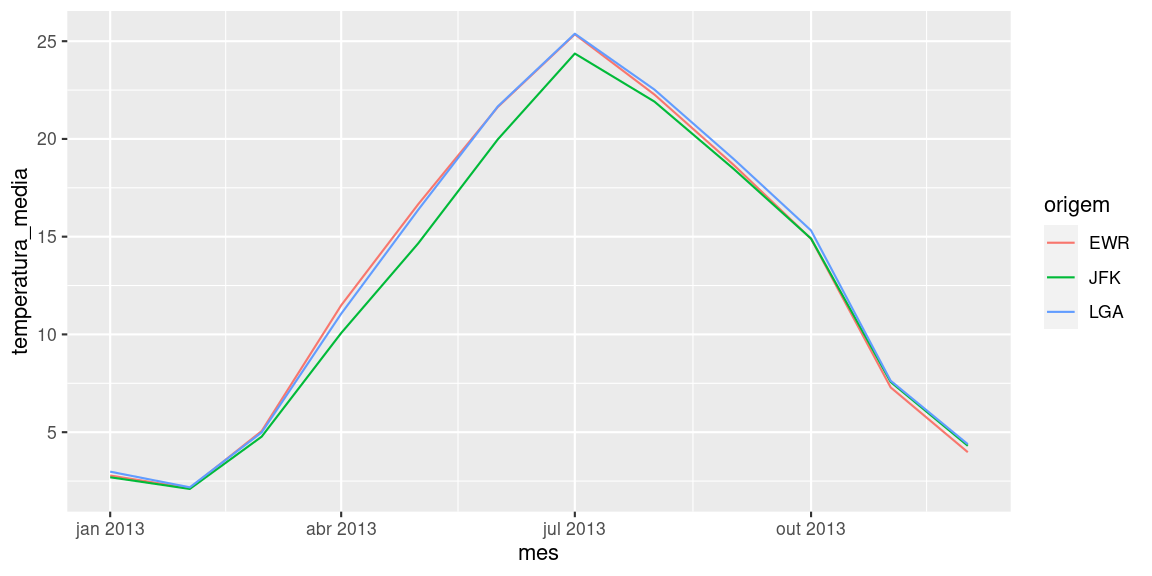 25
20
15
10
5
temperatura_media
jan 2013
abr 2013
jul 2013
out 2013
mes
origem
EWR
JFK
LGA